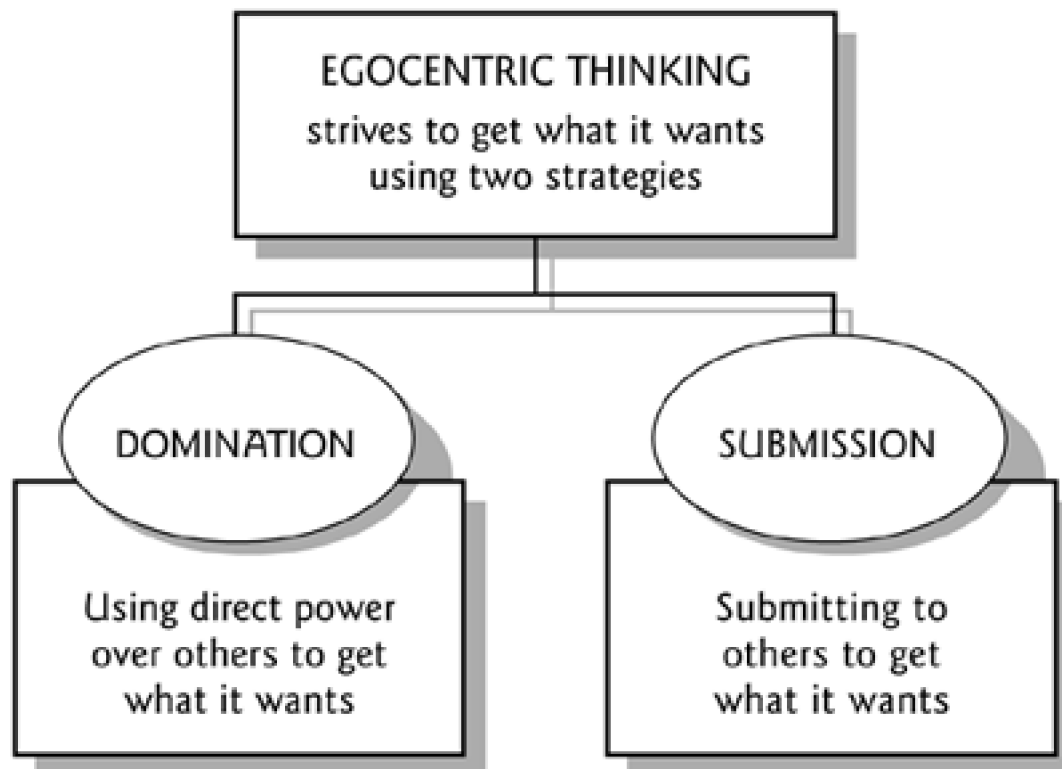 EGOCENTRIC THINKING
strives to get what it wants
using two strategies
DOMINATION
Using direct power
over others to get
what it wants
SUBMISSION
Submitting to
others to get
what it wants